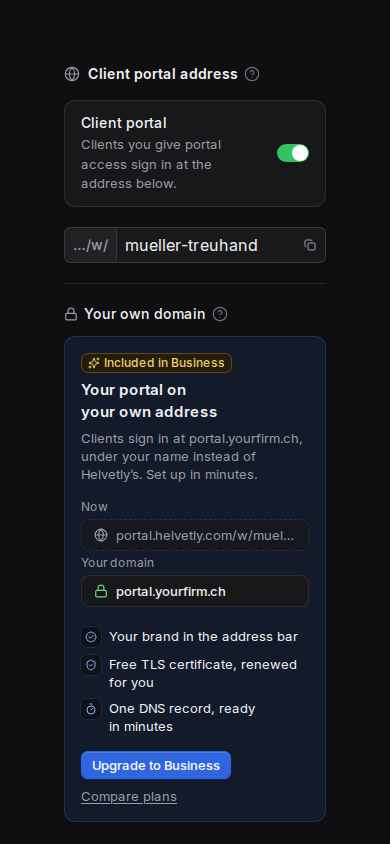 Client portal address
Client portal
Clients you give portal
access sign in at the
address below.
.../w/ mueller-treuhand
Your own domain
Included in Business
Your portal on
your own address
Clients sign in at portal.yourfirm.ch,
under your name instead of
Helvetly's. Set up in minutes.
Now
portal.helvetly.com/w/muel...
Your domain
portal.yourfirm.ch
Your brand in the address bar
Free TLS certificate, renewed
for you
One DNS record, ready
in minutes
Upgrade to Business
Compare plans